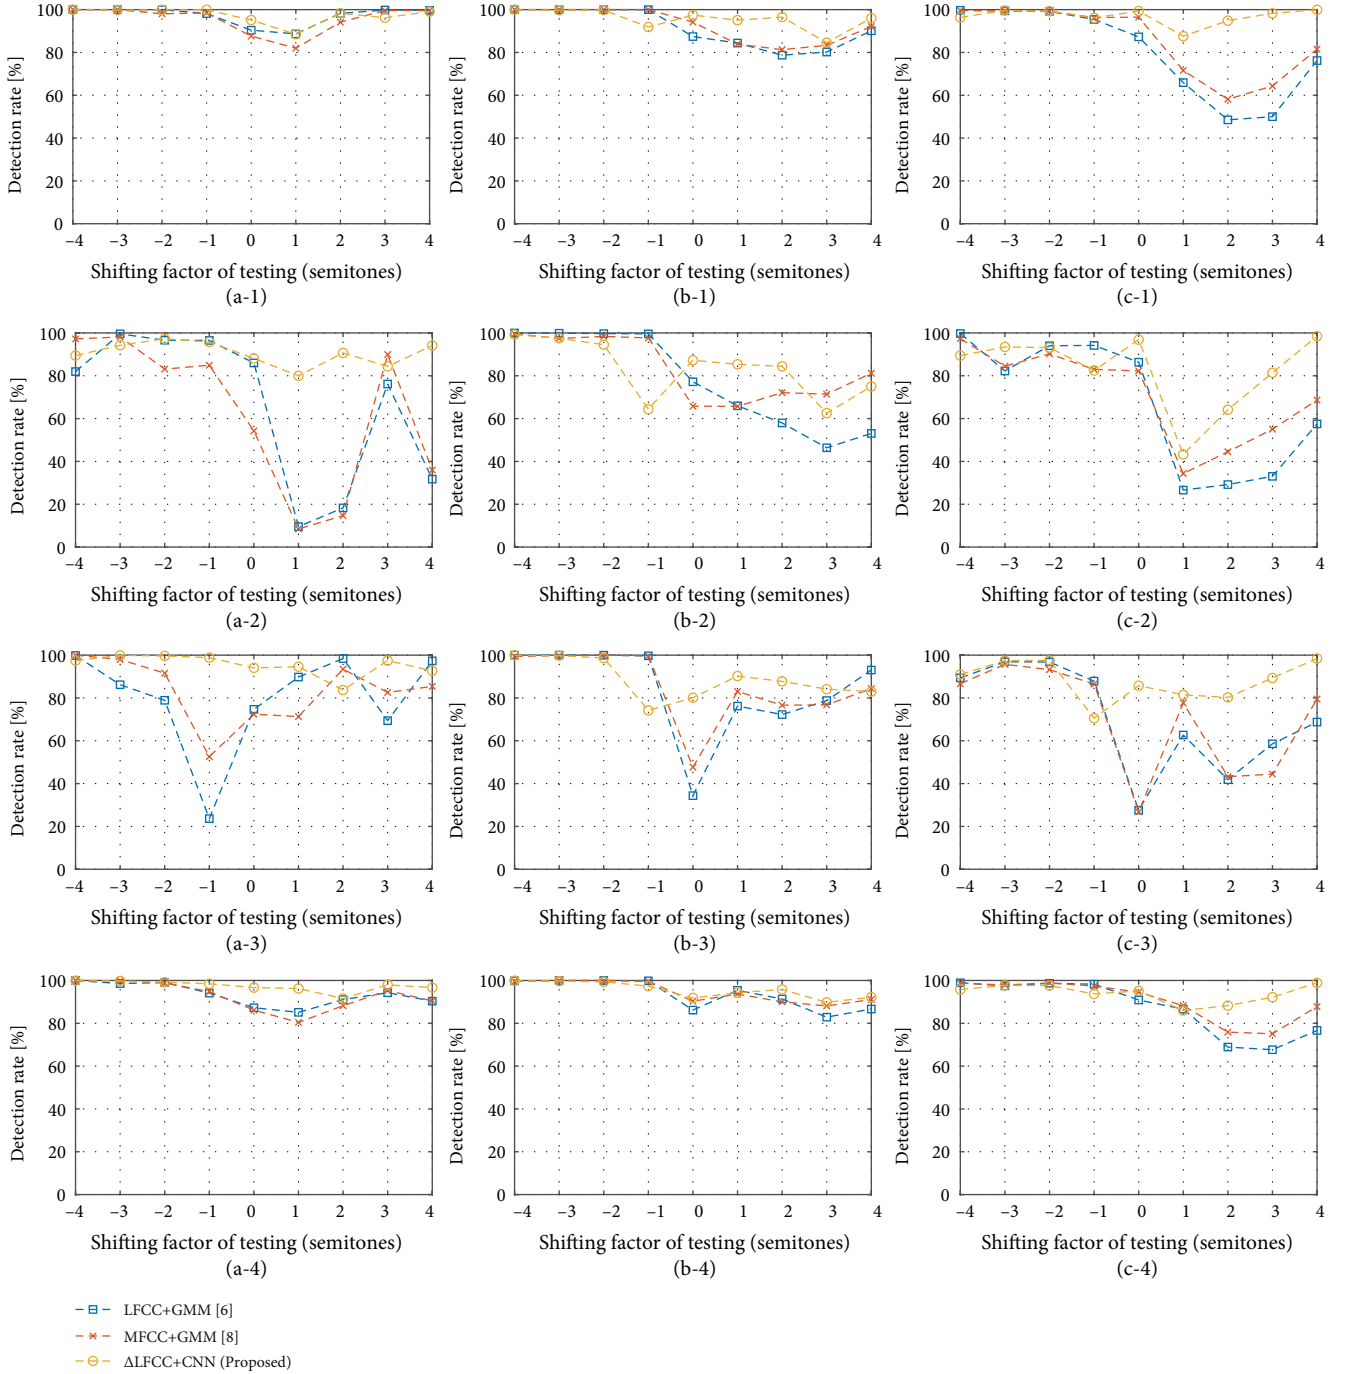 Detection rate [%]
100
80
60
40
20
0
–4 –3 –2 –1 0 1 2 3 4
Shifting factor of testing (semitones)
(a-1)
Detection rate [%]
100
80
60
40
20
0
–4 –3 –2 –1 0 1 2 3 4
Shifting factor of testing (semitones)
(b-1)
Detection rate [%]
100
80
60
40
20
0
–4 –3 –2 –1 0 1 2 3 4
Shifting factor of testing (semitones)
(c-1)
Detection rate [%]
100
80
60
40
20
0
–4 –3 –2 –1 0 1 2 3 4
Shifting factor of testing (semitones)
(a-2)
Detection rate [%]
100
80
60
40
20
0
–4 –3 –2 –1 0 1 2 3 4
Shifting factor of testing (semitones)
(b-2)
Detection rate [%]
100
80
60
40
20
0
–4 –3 –2 –1 0 1 2 3 4
Shifting factor of testing (semitones)
(c-2)
Detection rate [%]
100
80
60
40
20
0
–4 –3 –2 –1 0 1 2 3 4
Shifting factor of testing (semitones)
(a-3)
Detection rate [%]
100
80
60
40
20
0
–4 –3 –2 –1 0 1 2 3 4
Shifting factor of testing (semitones)
(b-3)
Detection rate [%]
100
80
60
40
20
0
–4 –3 –2 –1 0 1 2 3 4
Shifting factor of testing (semitones)
(c-3)
Detection rate [%]
100
80
60
40
20
0
–4 –3 –2 –1 0 1 2 3 4
Shifting factor of testing (semitones)
(a-4)
Detection rate [%]
100
80
60
40
20
0
–4 –3 –2 –1 0 1 2 3 4
Shifting factor of testing (semitones)
(b-4)
Detection rate [%]
100
80
60
40
20
0
–4 –3 –2 –1 0 1 2 3 4
Shifting factor of testing (semitones)
(c-4)
LFCC+GMM [6]
MFCC+GMM [8]
ΔLFCC+CNN (Proposed)